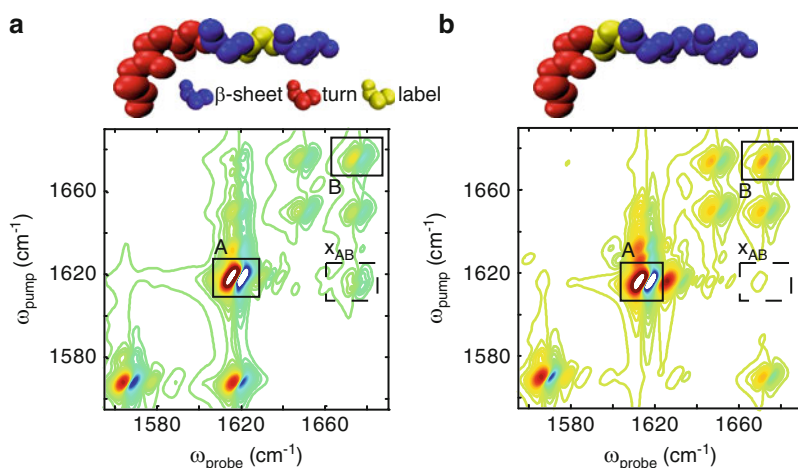 a
b
β-sheet turn label
B
A
xAB
1660
1620
1580
ωpump (cm-1)
1580 1620 1660
ωprobe (cm-1)
B
A
xAB
1660
1620
1580
ωpump (cm-1)
1580 1620 1660
ωprobe (cm-1)